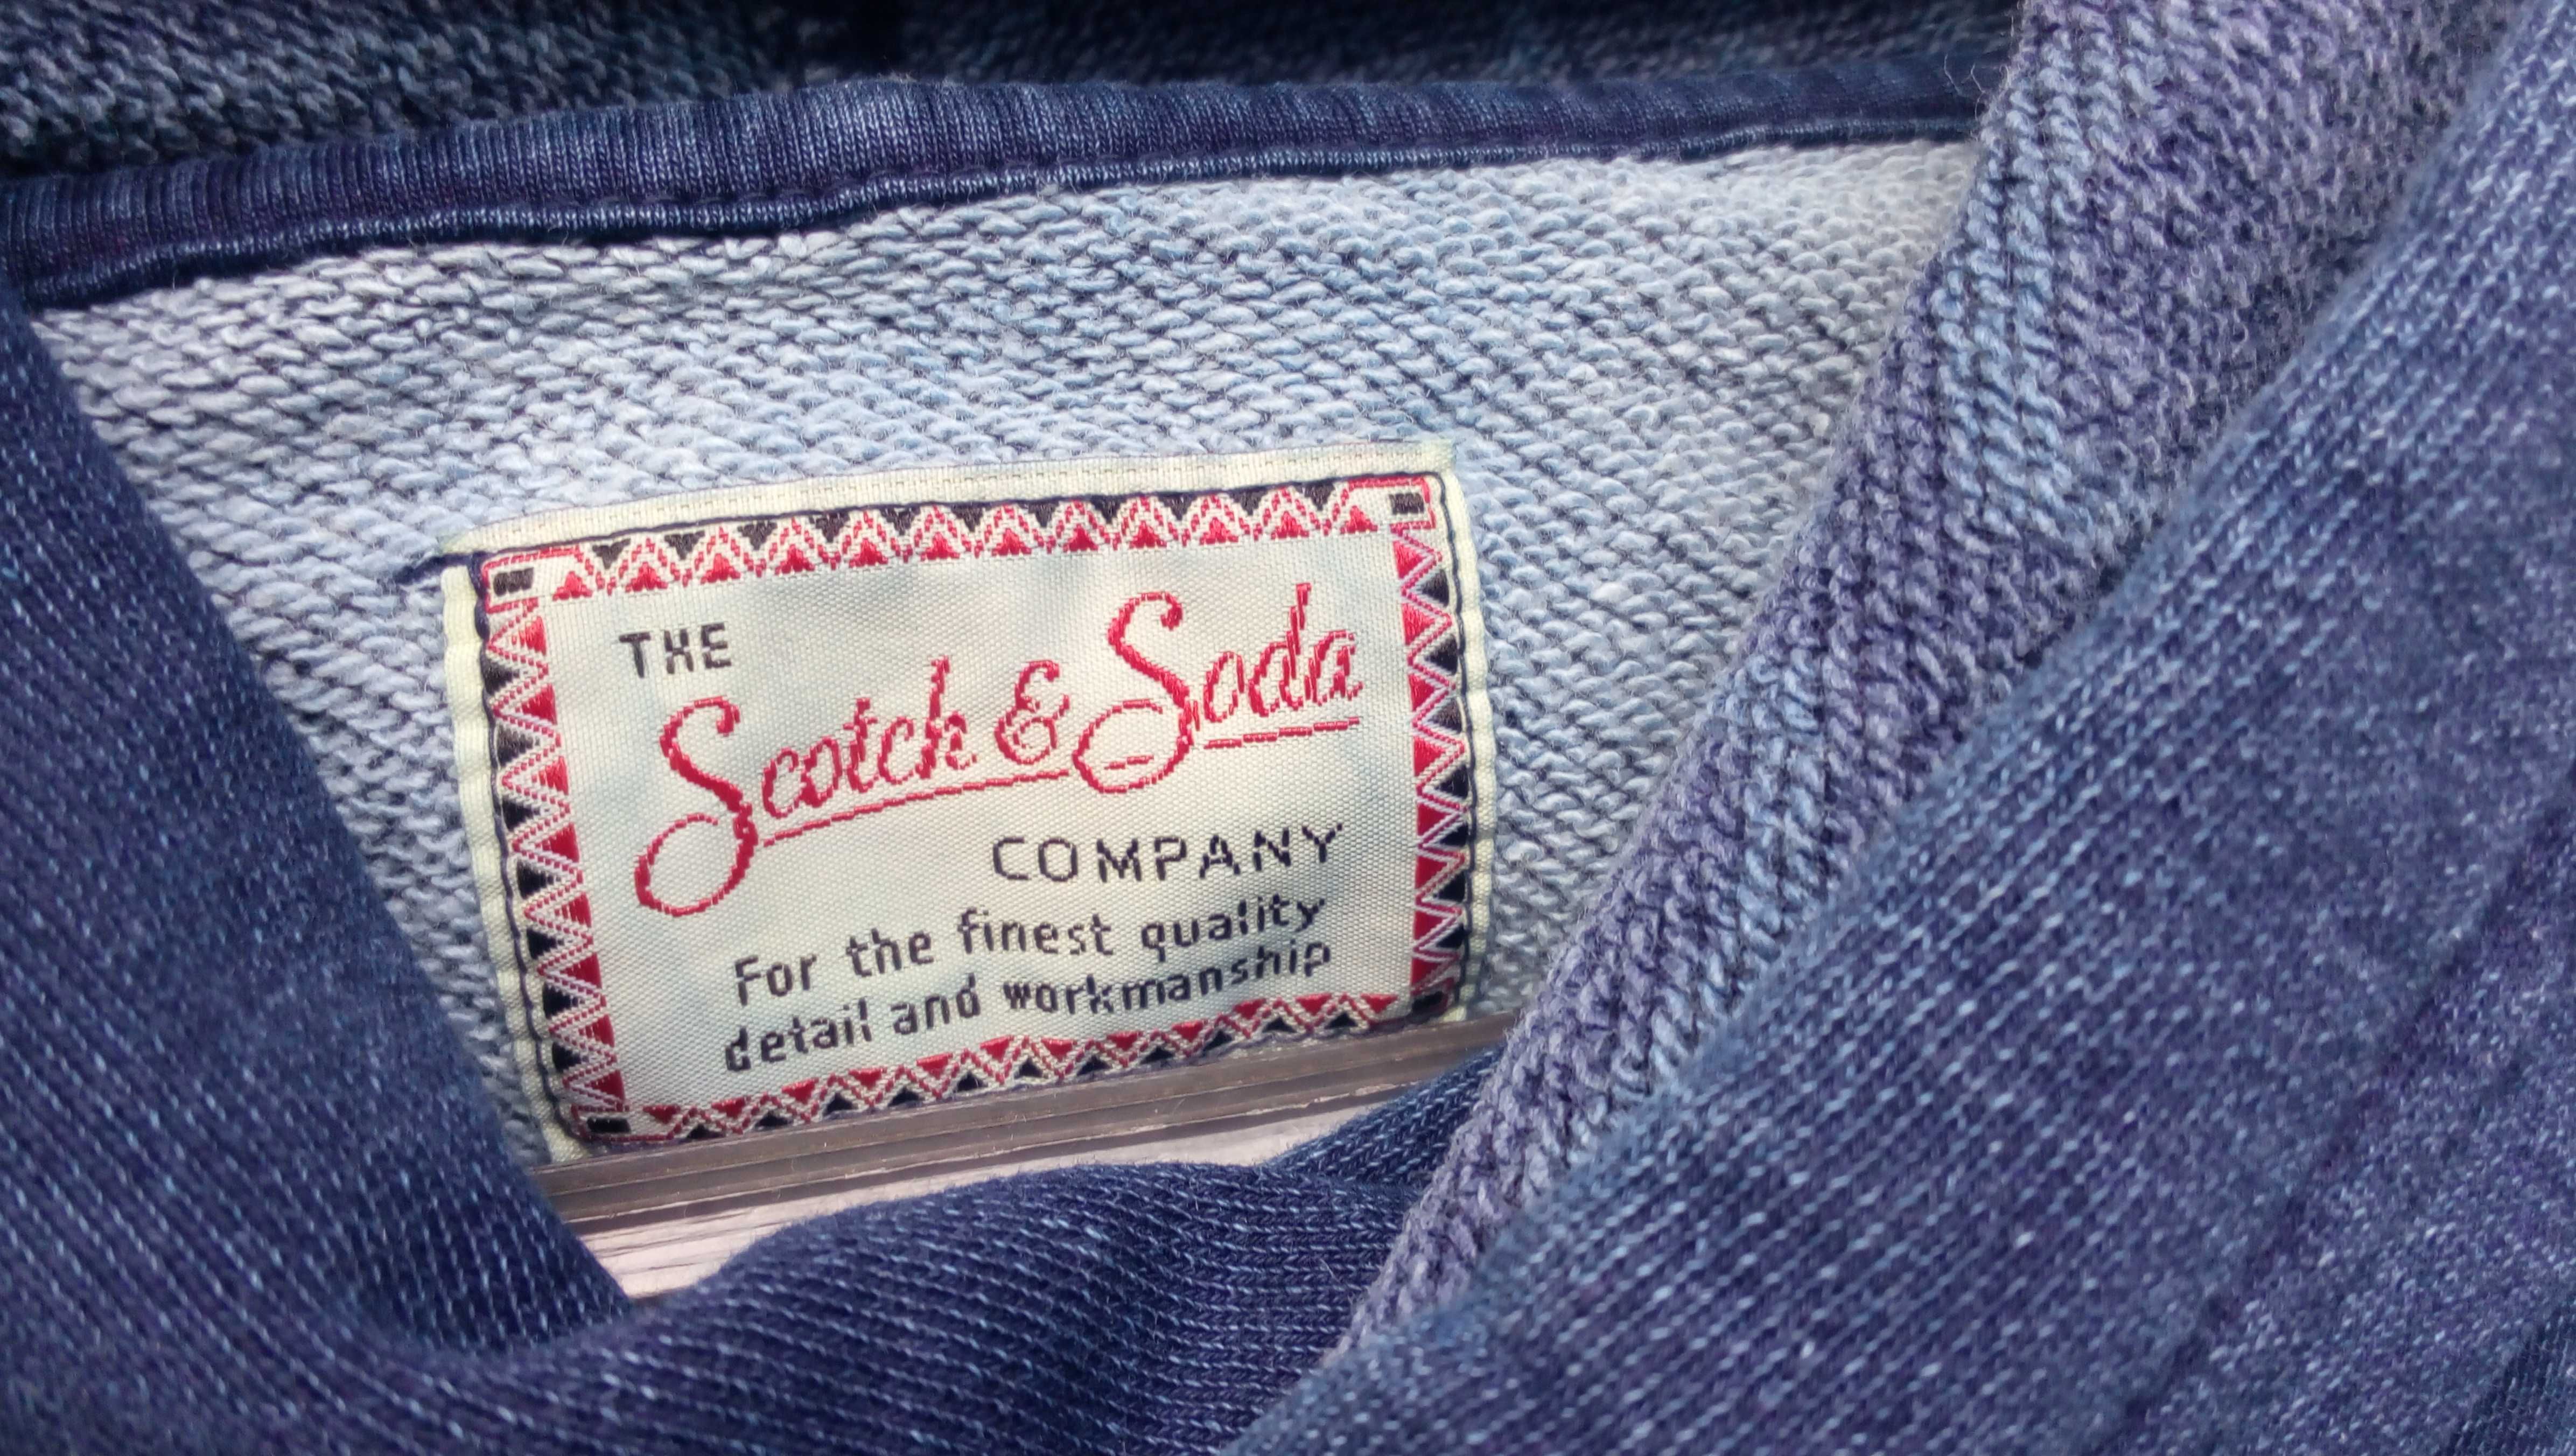 THE
Scotch & Soda
COMPANY
For the finest quality
detail and workmanship